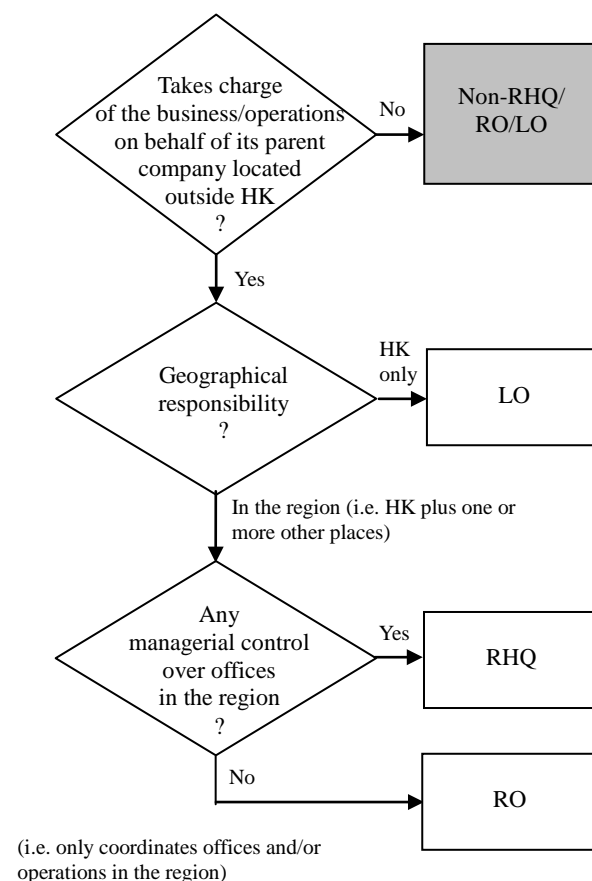 Takes charge
of the business/operations
on behalf of its parent
company located
outside HK
?
No
Non-RHQ/
RO/LO
Yes
Geographical
responsibility
?
HK
only
LO
In the region (i.e. HK plus one or
more other places)
Any
managerial control
over offices
in the region
?
Yes
RHQ
No
RO
(i.e. only coordinates offices and/or
operations in the region)